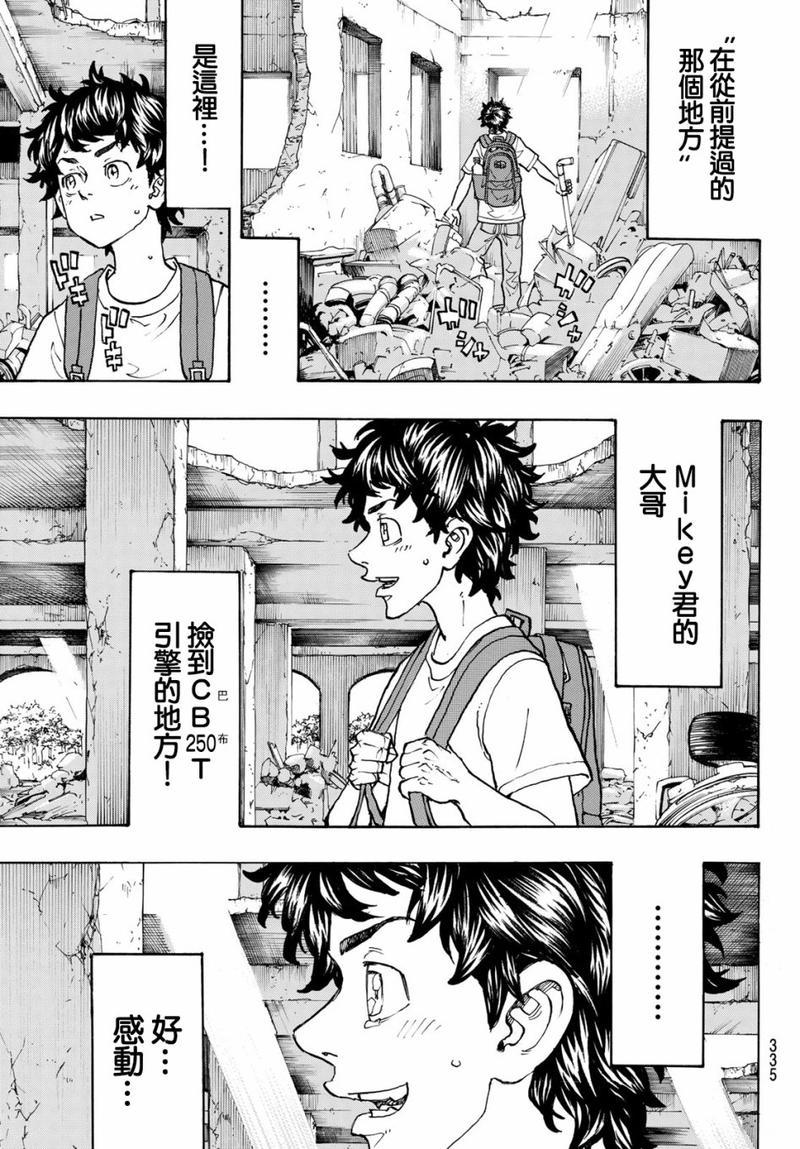 “在從前提過的
那個地方”
ガシャ
ガシャ
……
是這裡…！
ドキ
ドキ
Mikey君的
大哥
撿到CB250T
巴布
引擎的地方！
……
好…
感動…
335